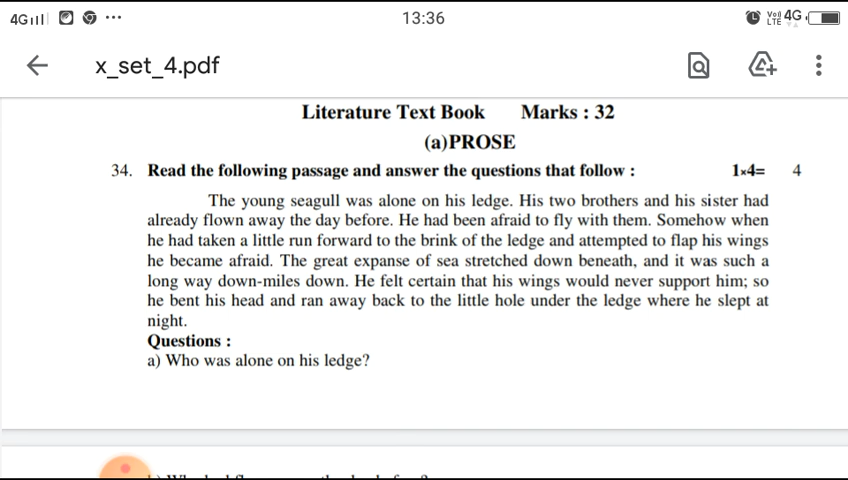 4G 13:36 Vo) LTE 4G
x_set_4.pdf
Literature Text Book Marks : 32
(a)PROSE
34. Read the following passage and answer the questions that follow : 1×4= 4
The young seagull was alone on his ledge. His two brothers and his sister had
already flown away the day before. He had been afraid to fly with them. Somehow when
he had taken a little run forward to the brink of the ledge and attempted to flap his wings
he became afraid. The great expanse of sea stretched down beneath, and it was such a
long way down-miles down. He felt certain that his wings would never support him; so
he bent his head and ran away back to the little hole under the ledge where he slept at
night.
Questions :
a) Who was alone on his ledge?